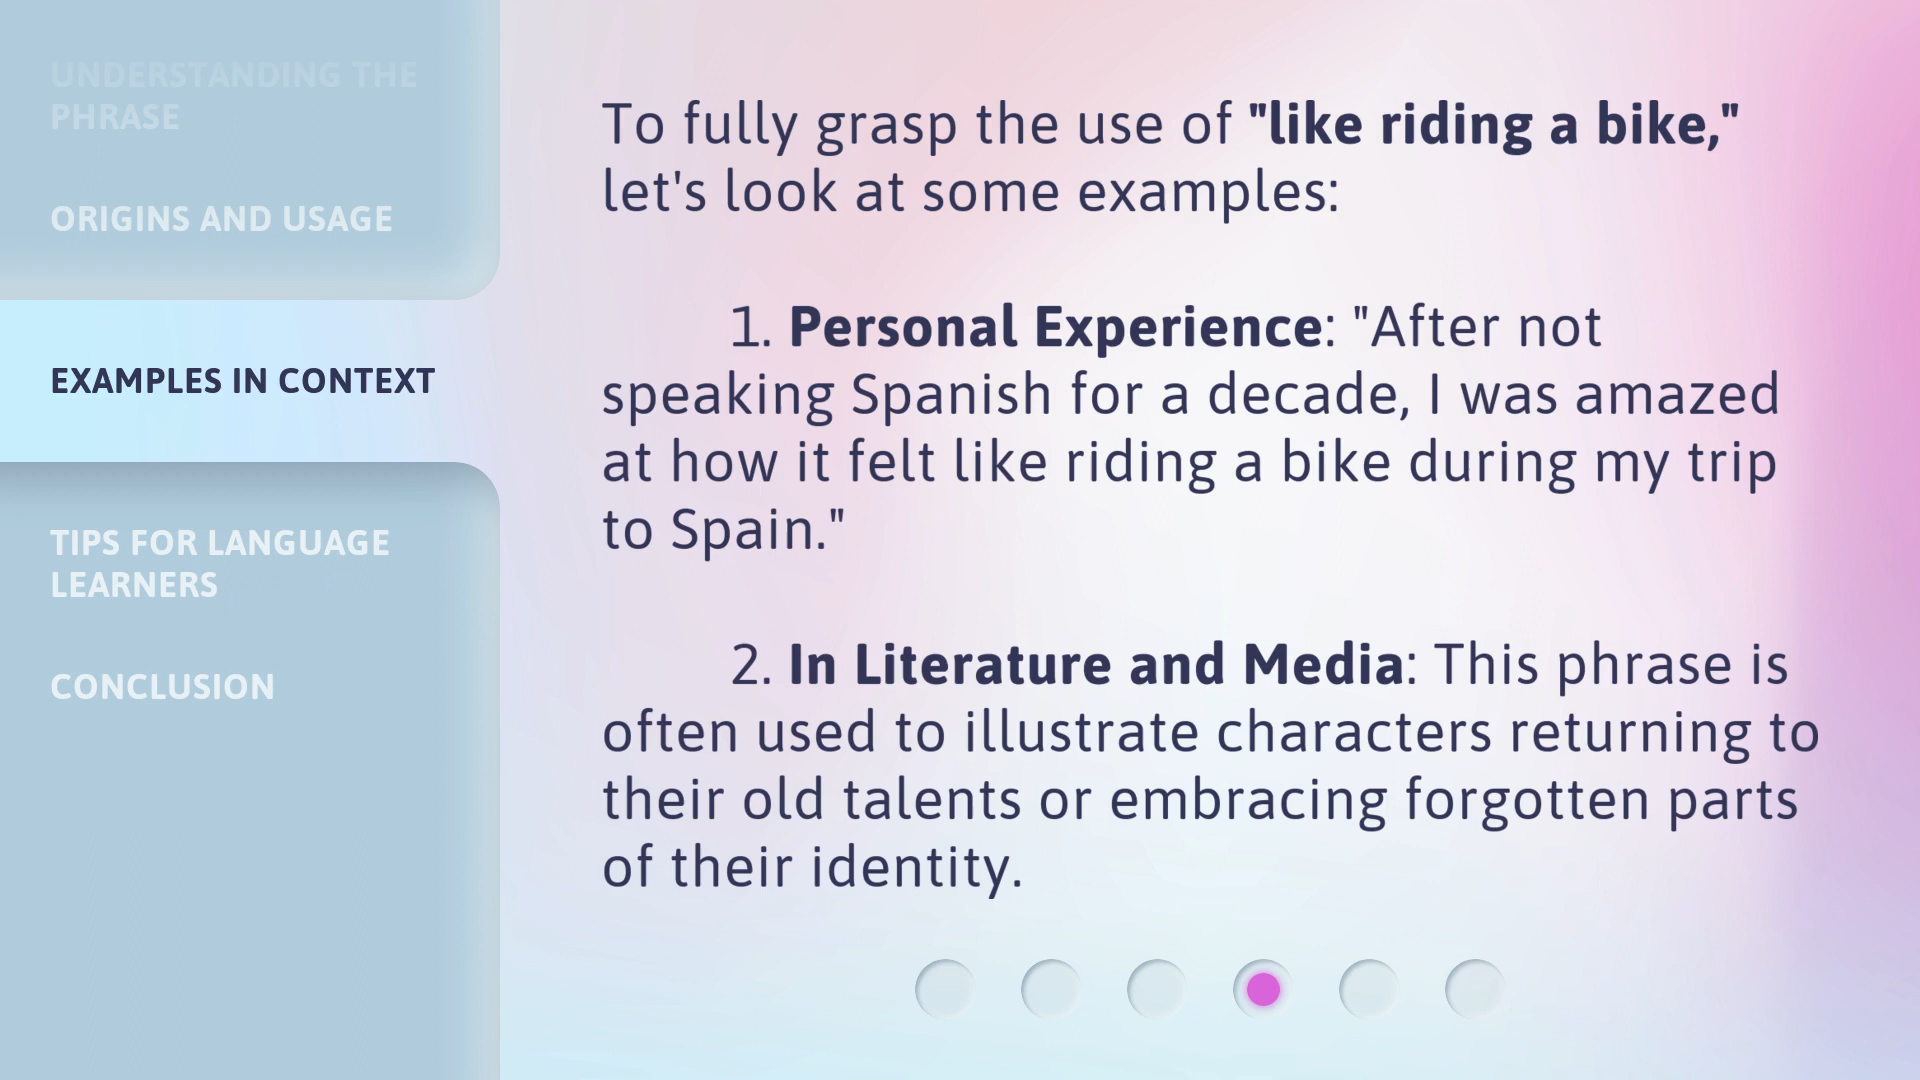 UNDERSTANDING THE
PHRASE
ORIGINS AND USAGE
EXAMPLES IN CONTEXT
TIPS FOR LANGUAGE
LEARNERS
CONCLUSION
To fully grasp the use of "like riding a bike,"
let's look at some examples:
1. Personal Experience: "After not
speaking Spanish for a decade, I was amazed
at how it felt like riding a bike during my trip
to Spain."
2. In Literature and Media: This phrase is
often used to illustrate characters returning to
their old talents or embracing forgotten parts
of their identity.